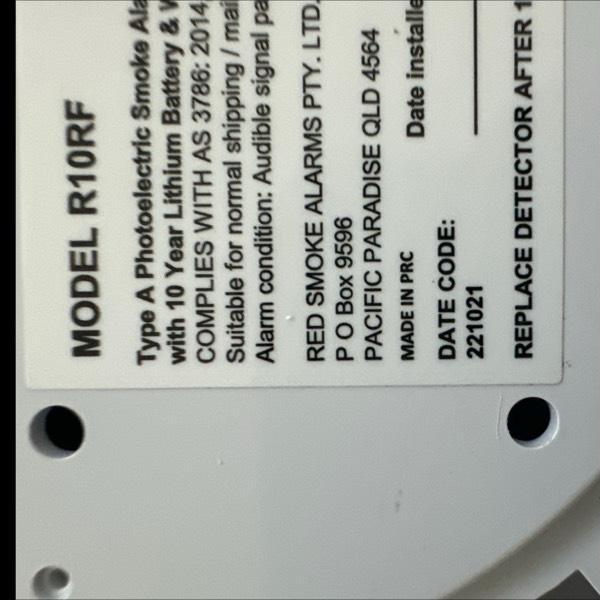 MODEL R10RF
Type A Photoelectric Smoke Ala
with 10 Year Lithium Battery & W
COMPLIES WITH AS 3786: 2014,
Suitable for normal shipping / mai
Alarm condition: Audible signal pa
RED SMOKE ALARMS PTY. LTD.
P O Box 9596
PACIFIC PARADISE QLD 4564
MADE IN PRC
Date installe
DATE CODE:
221021
REPLACE DETECTOR AFTER 1